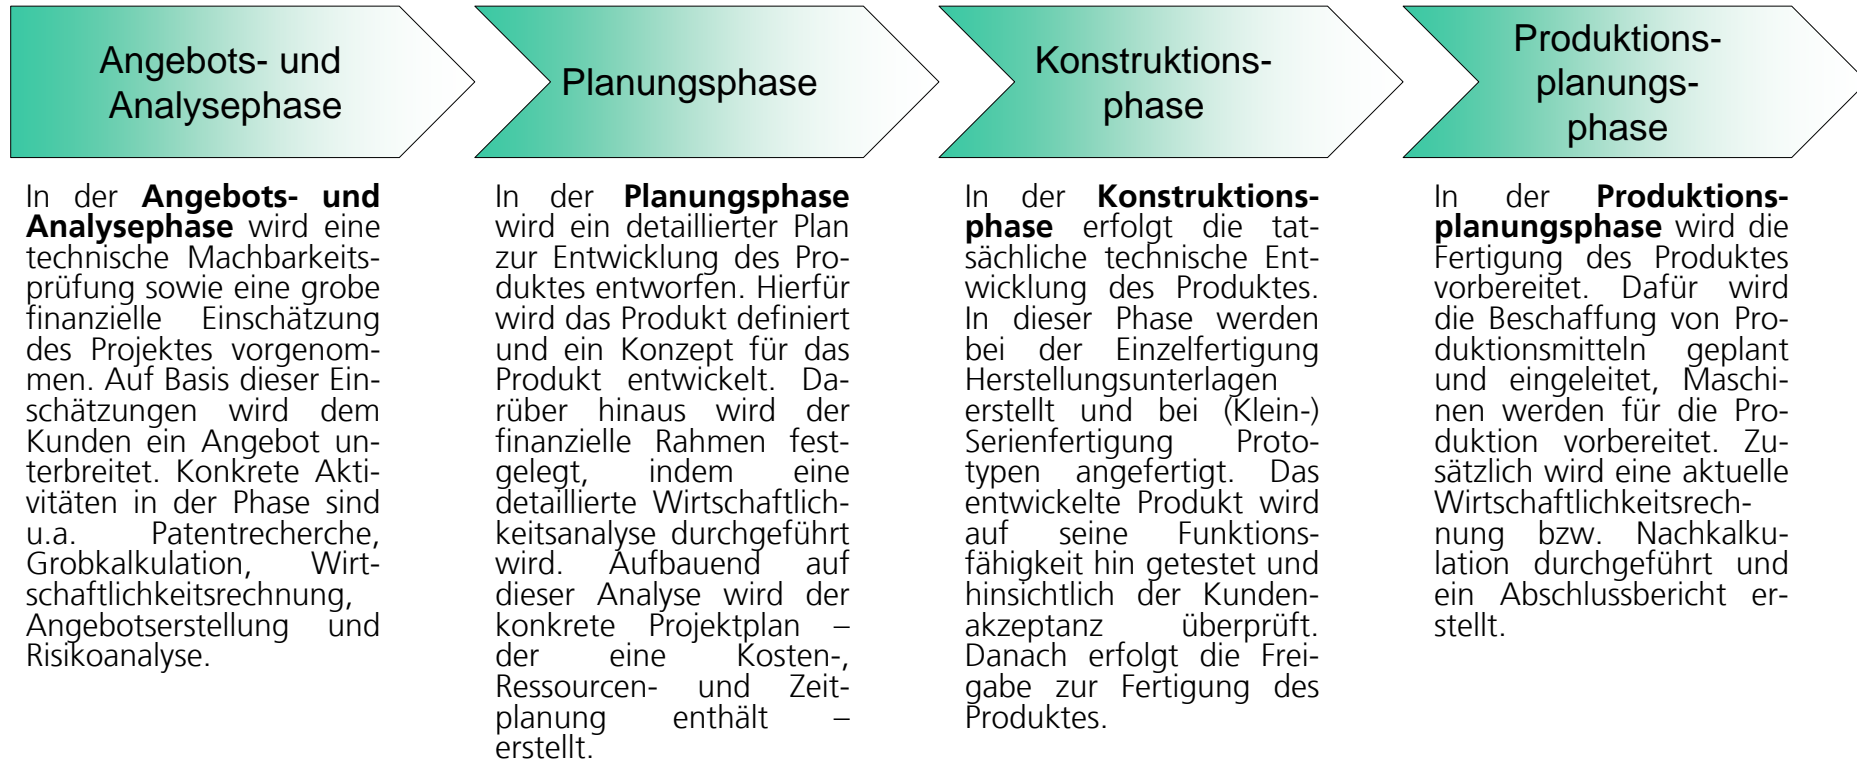 Angebots- und
Analysephase
Planungsphase
Konstruktions-
phase
Produktions-
planungs-
phase
In der Angebots- und
Analysephase wird eine
technische Machbarkeits-
prüfung sowie eine grobe
finanzielle Einschätzung
des Projektes vorgenom-
men. Auf Basis dieser Ein-
schätzungen wird dem
Kunden ein Angebot un-
terbreitet. Konkrete Akti-
vitäten in der Phase sind
u.a. Patentrecherche,
Grobkalkulation, Wirt-
schaftlichkeitsrechnung,
Angebotserstellung und
Risikoanalyse.
In der Planungsphase
wird ein detaillierter Plan
zur Entwicklung des Pro-
duktes entworfen. Hierfür
wird das Produkt definiert
und ein Konzept für das
Produkt entwickelt. Da-
rüber hinaus wird der
finanzielle Rahmen fest-
gelegt, indem eine
detaillierte Wirtschaftlich-
keitsanalyse durchgeführt
wird. Aufbauend auf
dieser Analyse wird der
konkrete Projektplan –
der eine Kosten-,
Ressourcen- und Zeit-
planung enthält –
erstellt.
In der Konstruktions-
phase erfolgt die tat-
sächliche technische Ent-
wicklung des Produktes.
In dieser Phase werden
bei der Einzelfertigung
Herstellungsunterlagen
erstellt und bei (Klein-)
Serienfertigung Proto-
typen angefertigt. Das
entwickelte Produkt wird
auf seine Funktions-
fähigkeit hin getestet und
hinsichtlich der Kunden-
akzeptanz überprüft.
Danach erfolgt die Frei-
gabe zur Fertigung des
Produktes.
In der Produktions-
planungsphase wird die
Fertigung des Produktes
vorbereitet. Dafür wird
die Beschaffung von Pro-
duktionsmitteln geplant
und eingeleitet, Maschi-
nen werden für die Pro-
duktion vorbereitet. Zu-
sätzlich wird eine aktuelle
Wirtschaftlichkeitsrech-
nung bzw. Nachkalku-
lation durchgeführt und
ein Abschlussbericht er-
stellt.